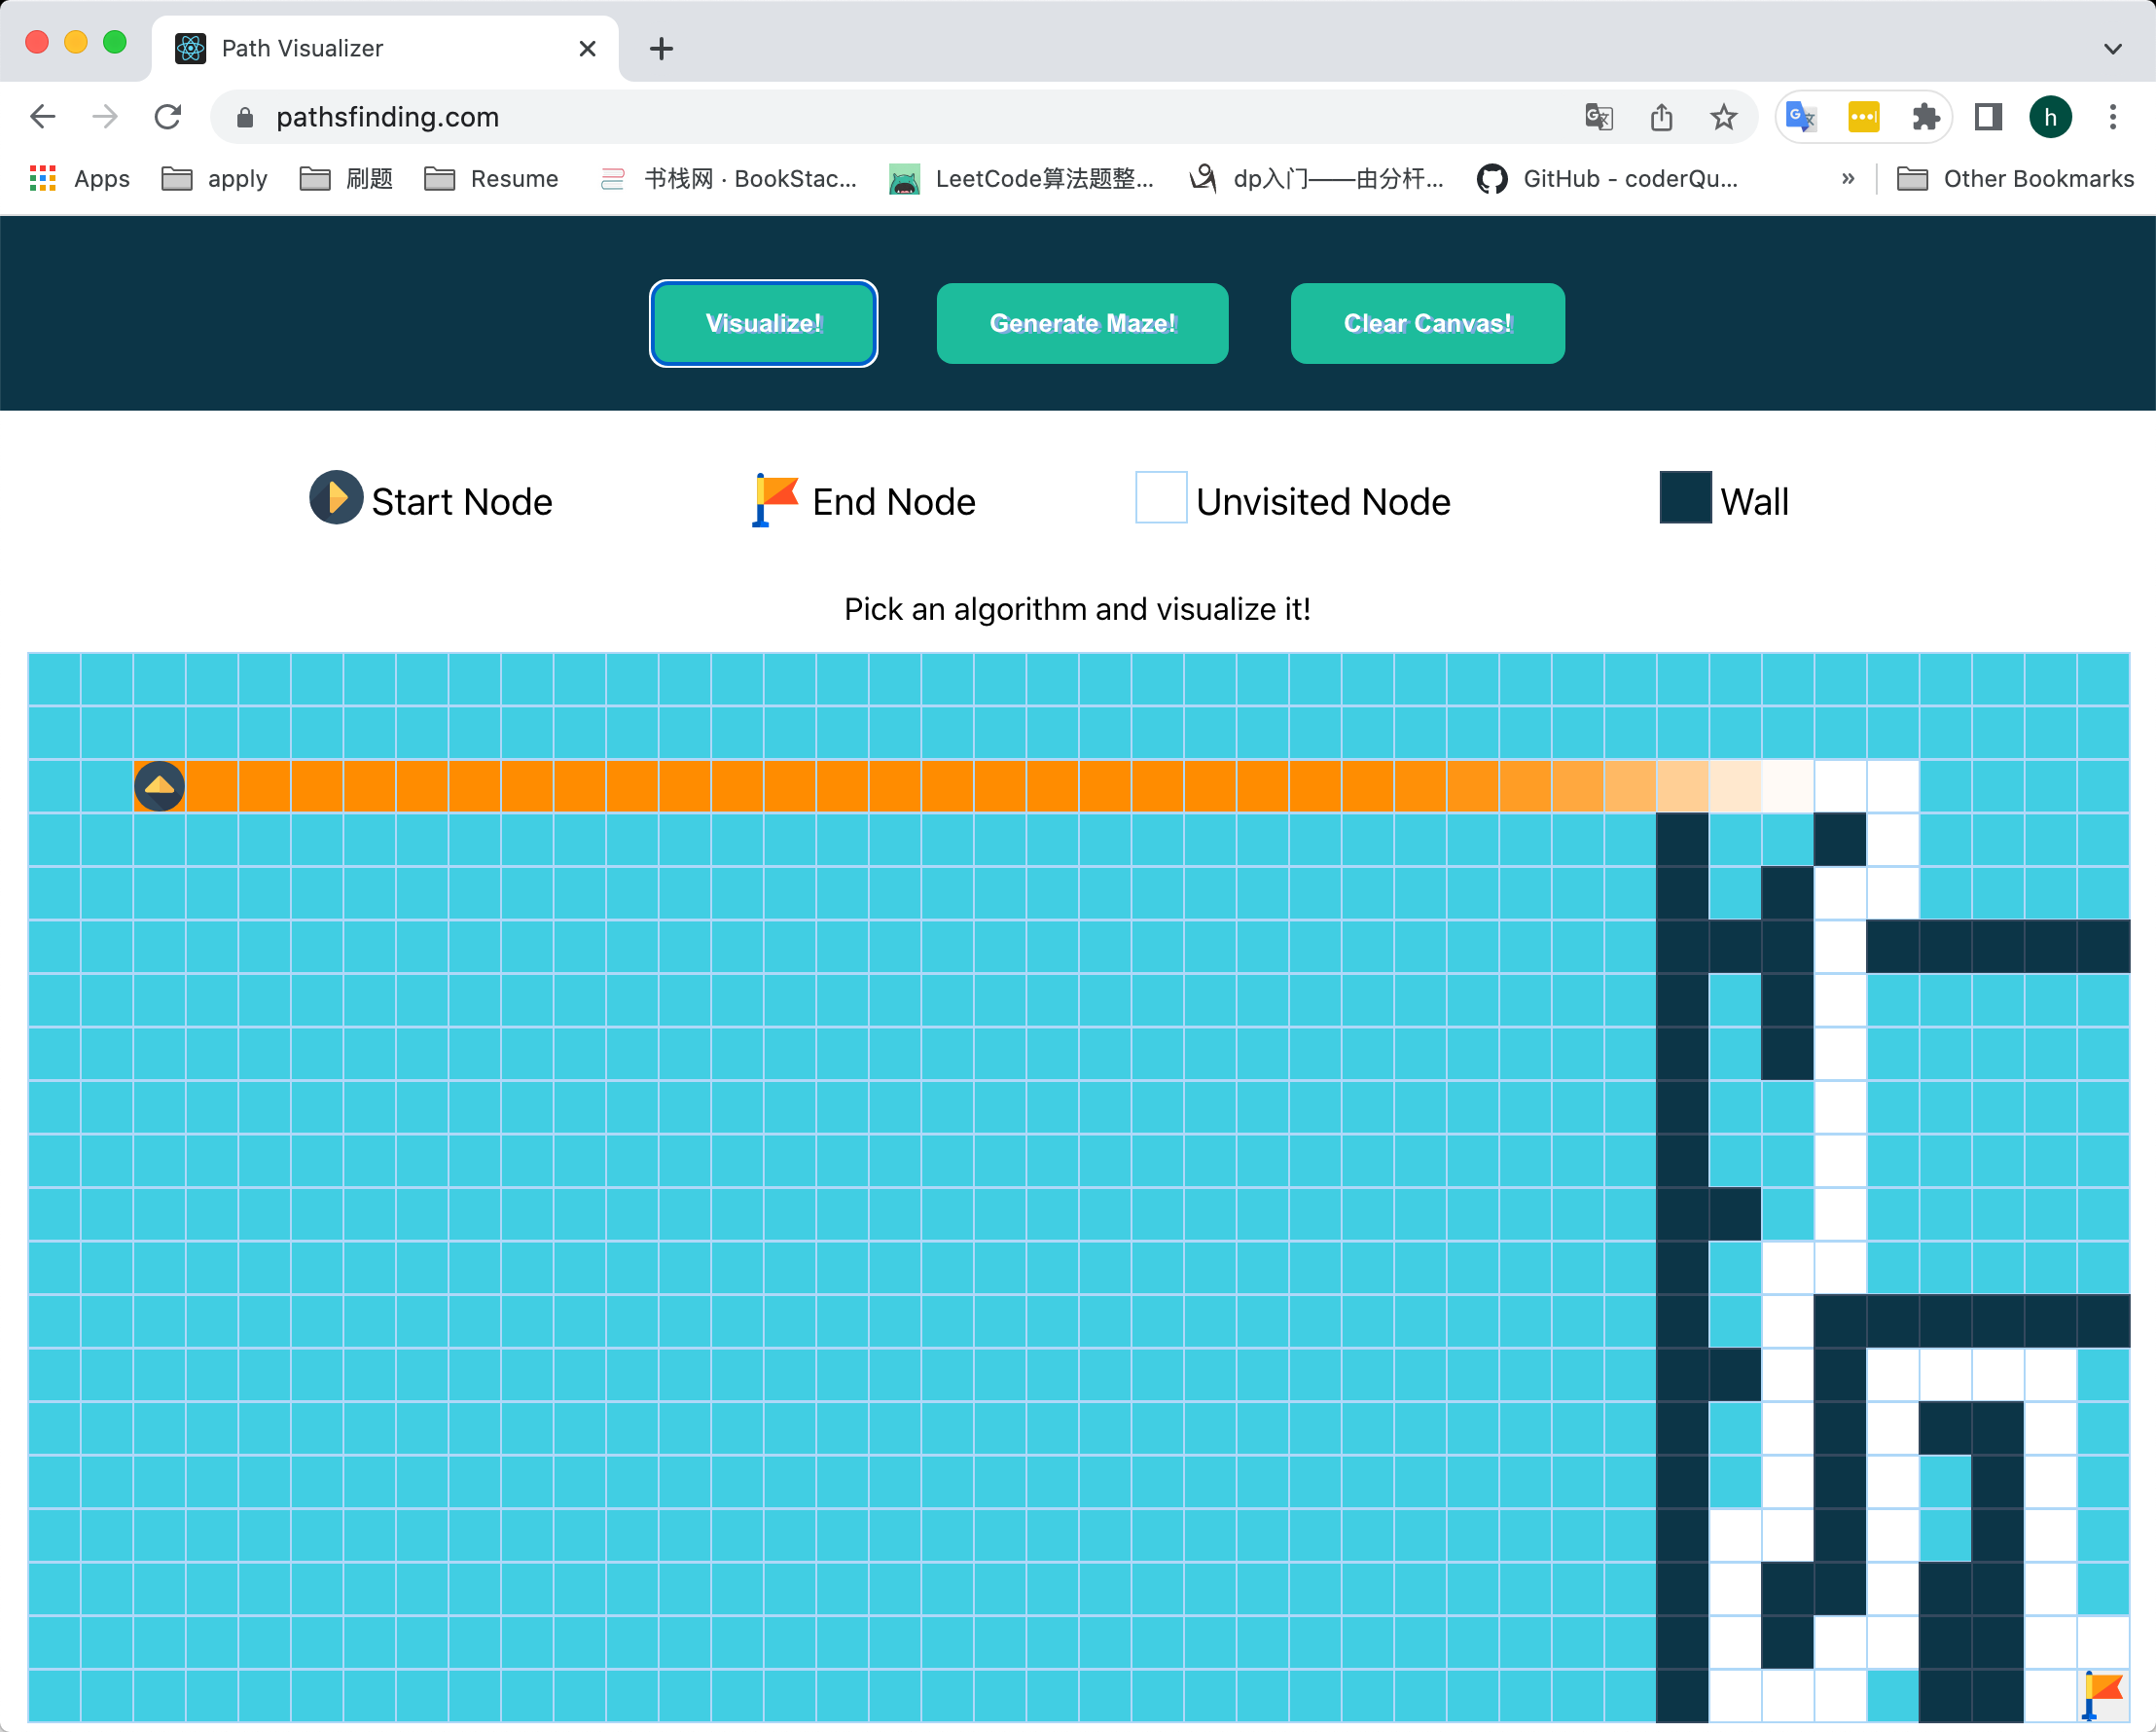 Path Visualizer
pathsfinding.com
h
Apps apply 刷题 Resume 书栈网 · BookStac... LeetCode算法题整... dp入门——由分杆... GitHub - coderQu... » Other Bookmarks
Visualize! Generate Maze! Clear Canvas!
Start Node End Node Unvisited Node Wall
Pick an algorithm and visualize it!